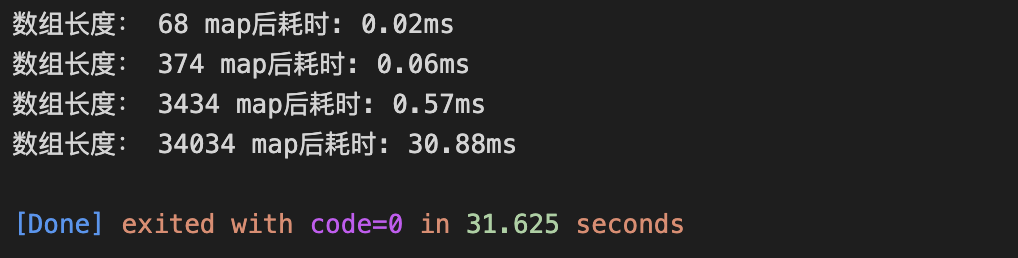 数组长度： 68 map后耗时: 0.02ms
数组长度： 374 map后耗时: 0.06ms
数组长度： 3434 map后耗时: 0.57ms
数组长度： 34034 map后耗时: 30.88ms
[Done] exited with code=0 in 31.625 seconds